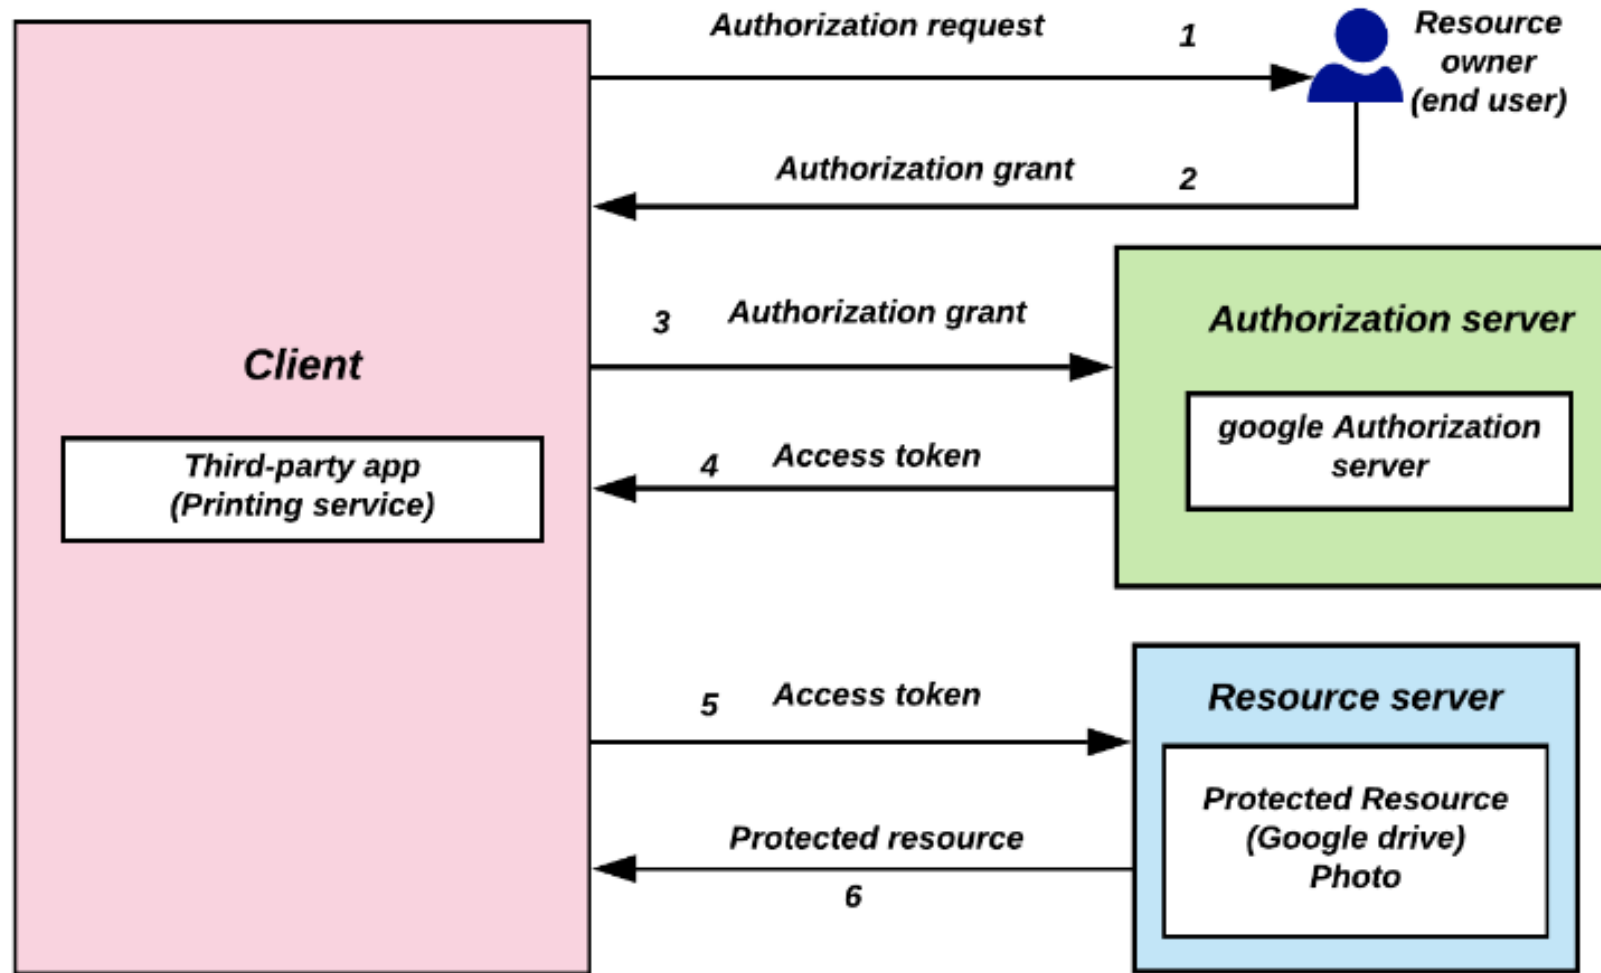 Authorization request
1
Resource
owner
(end user)
Authorization grant
2
3
Authorization grant
Authorization server
Client
google Authorization
server
4
Access token
Third-party app
(Printing service)
5
Access token
Resource server
Protected Resource
(Google drive)
Photo
Protected resource
6